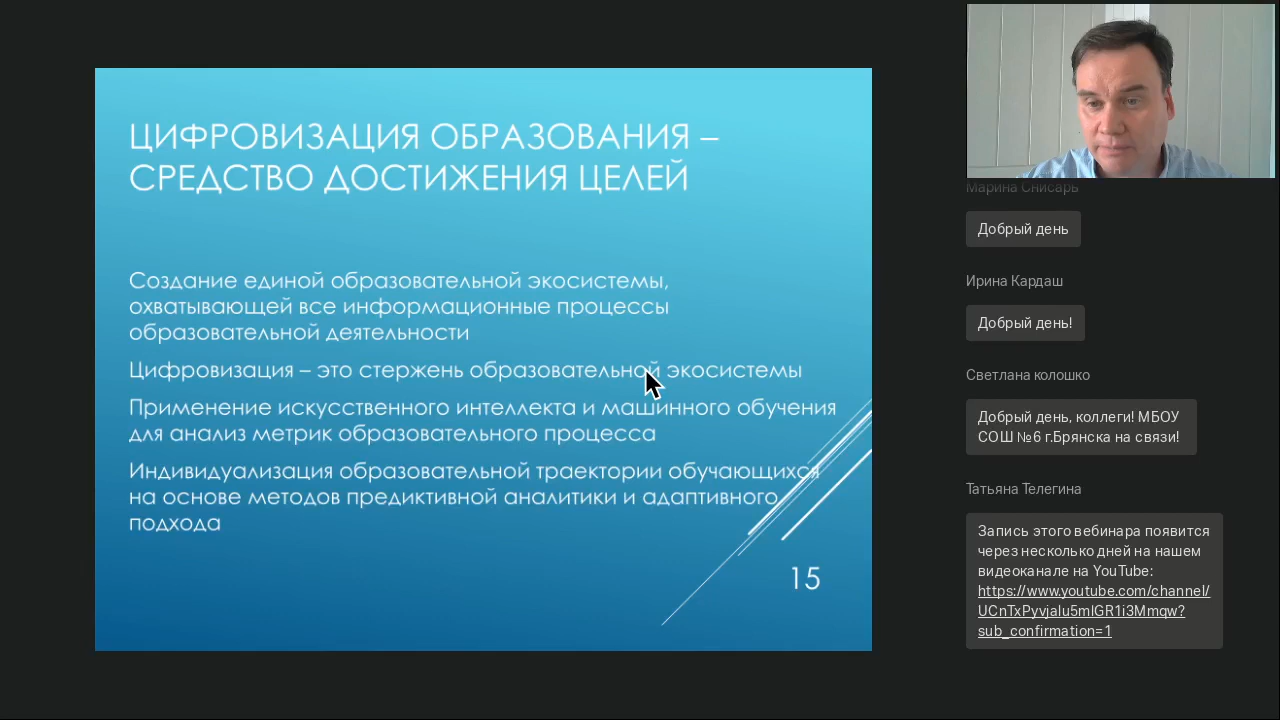 ЦИФРОВИЗАЦИЯ ОБРАЗОВАНИЯ –
СРЕДСТВО ДОСТИЖЕНИЯ ЦЕЛЕЙ
Создание единой образовательной экосистемы,
охватывающей все информационные процессы
образовательной деятельности
Цифровизация – это стержень образовательной экосистемы
Применение искусственного интеллекта и машинного обучения
для анализ метрик образовательного процесса
Индивидуализация образовательной траектории обучающихся
на основе методов предиктивной аналитики и адаптивного
подхода
15
Марина Снисарь
Добрый день
Ирина Кардаш
Добрый день!
Светлана колошко
Добрый день, коллеги! МБОУ
СОШ №6 г.Брянска на связи!
Татьяна Телегина
Запись этого вебинара появится
через несколько дней на нашем
видеоканале на YouTube:
https://www.youtube.com/channel/
UCnTxPyvjalu5mlGR1i3Mmqw?
sub_confirmation=1